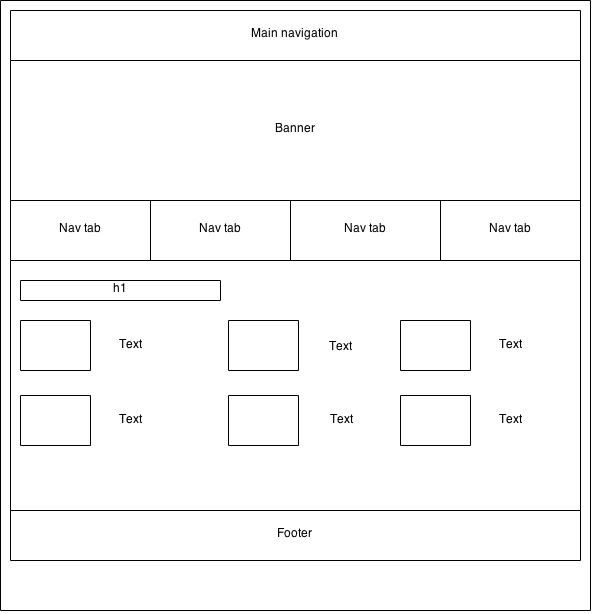 Main navigation
Banner
Nav tab
Nav tab
Nav tab
Nav tab
h1
Text
Text
Text
Text
Text
Text
Footer